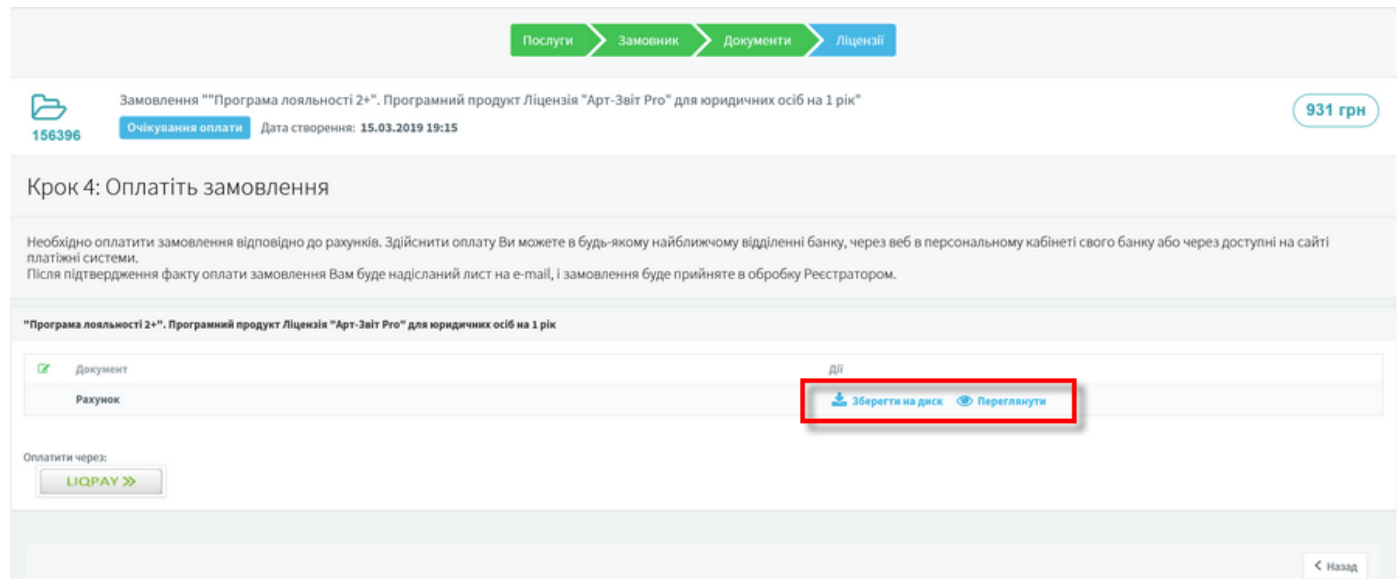 Послуги Замовник Документи Ліцензії
Замовлення ""Програма лояльності 2+". Програмний продукт Ліцензія "Арт-Звіт Pro" для юридичних осіб на 1 рік"
931 грн
156396
Очікування оплати Дата створення: 15.03.2019 19:15
Крок 4: Оплатіть замовлення
Необхідно оплатити замовлення відповідно до рахунків. Здійснити оплату Ви можете в будь-якому найближчому відділенні банку, через веб в персональному кабінеті свого банку або через доступні на сайті
платіжні системи.
Після підтвердження факту оплати замовлення Вам буде надісланий лист на e-mail, і замовлення буде прийняте в обробку Реєстратором.
"Програма лояльності 2+". Програмний продукт Ліцензія "Арт-Звіт Pro" для юридичних осіб на 1 рік
Документ Дії
Рахунок Зберегти на диск Переглянути
Оплатити через:
LIQPAY
Назад